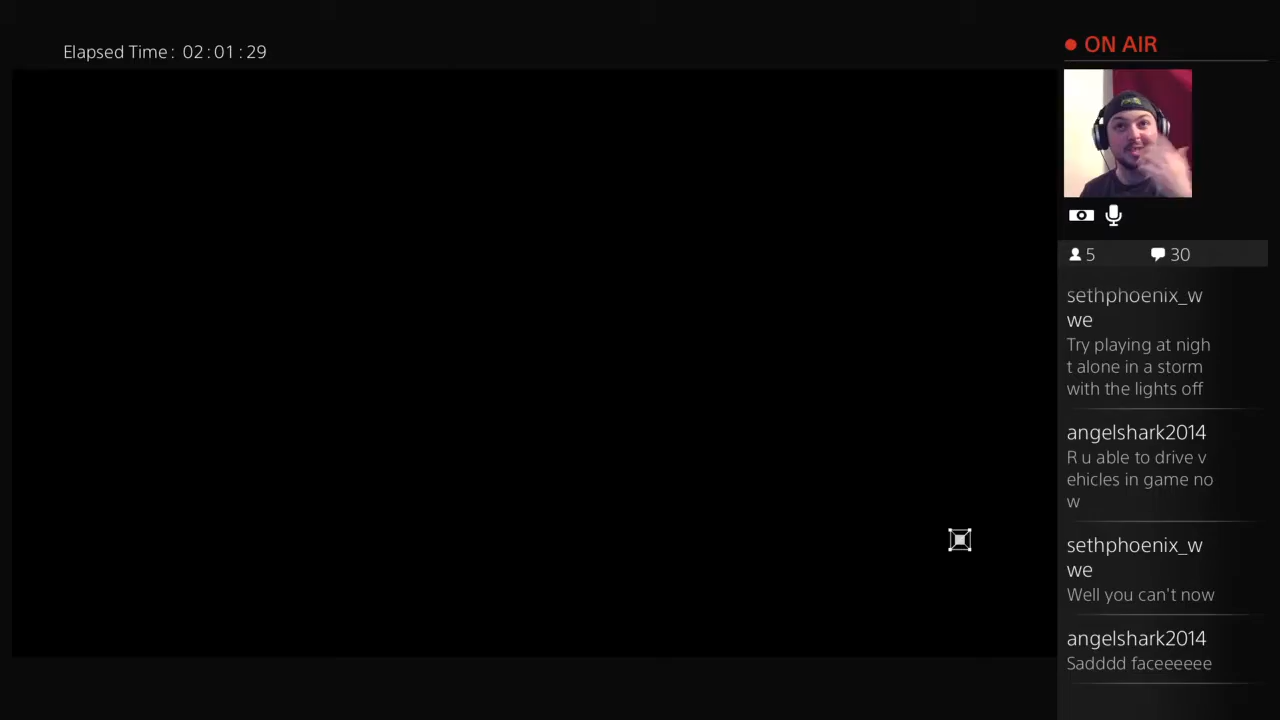 Elapsed Time: 02:01:29
ON AIR
5
30
sethphoenix_w
we
Try playing at nigh
t alone in a storm
with the lights off
angelshark2014
R u able to drive v
ehicles in game no
w
sethphoenix_w
we
Well you can't now
angelshark2014
Sadddd faceeeeee